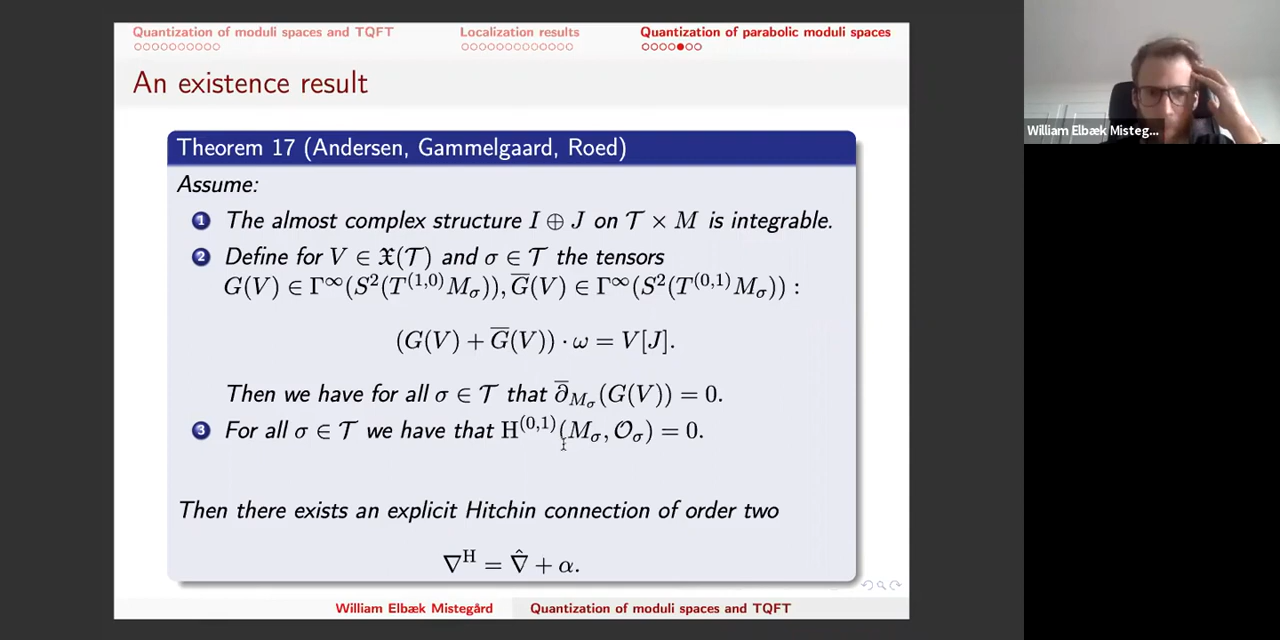 Quantization of moduli spaces and TQFT Localization results Quantization of parabolic moduli spaces
An existence result
Theorem 17 (Andersen, Gammelgaard, Roed)
Assume:
1 The almost complex structure I ⊕ J on 𝒯 × M is integrable.
2 Define for V ∈ 𝔛(𝒯) and σ ∈ 𝒯 the tensors
G(V) ∈ Γ^∞(S²(T^(1,0)M_σ)), G̅(V) ∈ Γ^∞(S²(T^(0,1)M_σ)) :
(G(V) + G̅(V)) · ω = V[J].
Then we have for all σ ∈ 𝒯 that ∂̅_{M_σ}(G(V)) = 0.
3 For all σ ∈ 𝒯 we have that H^(0,1)(M_σ, 𝒪_σ) = 0.
Then there exists an explicit Hitchin connection of order two
∇^H = ∇̂ + α.
William Elbæk Mistegård Quantization of moduli spaces and TQFT
William Elbæk Misteg...